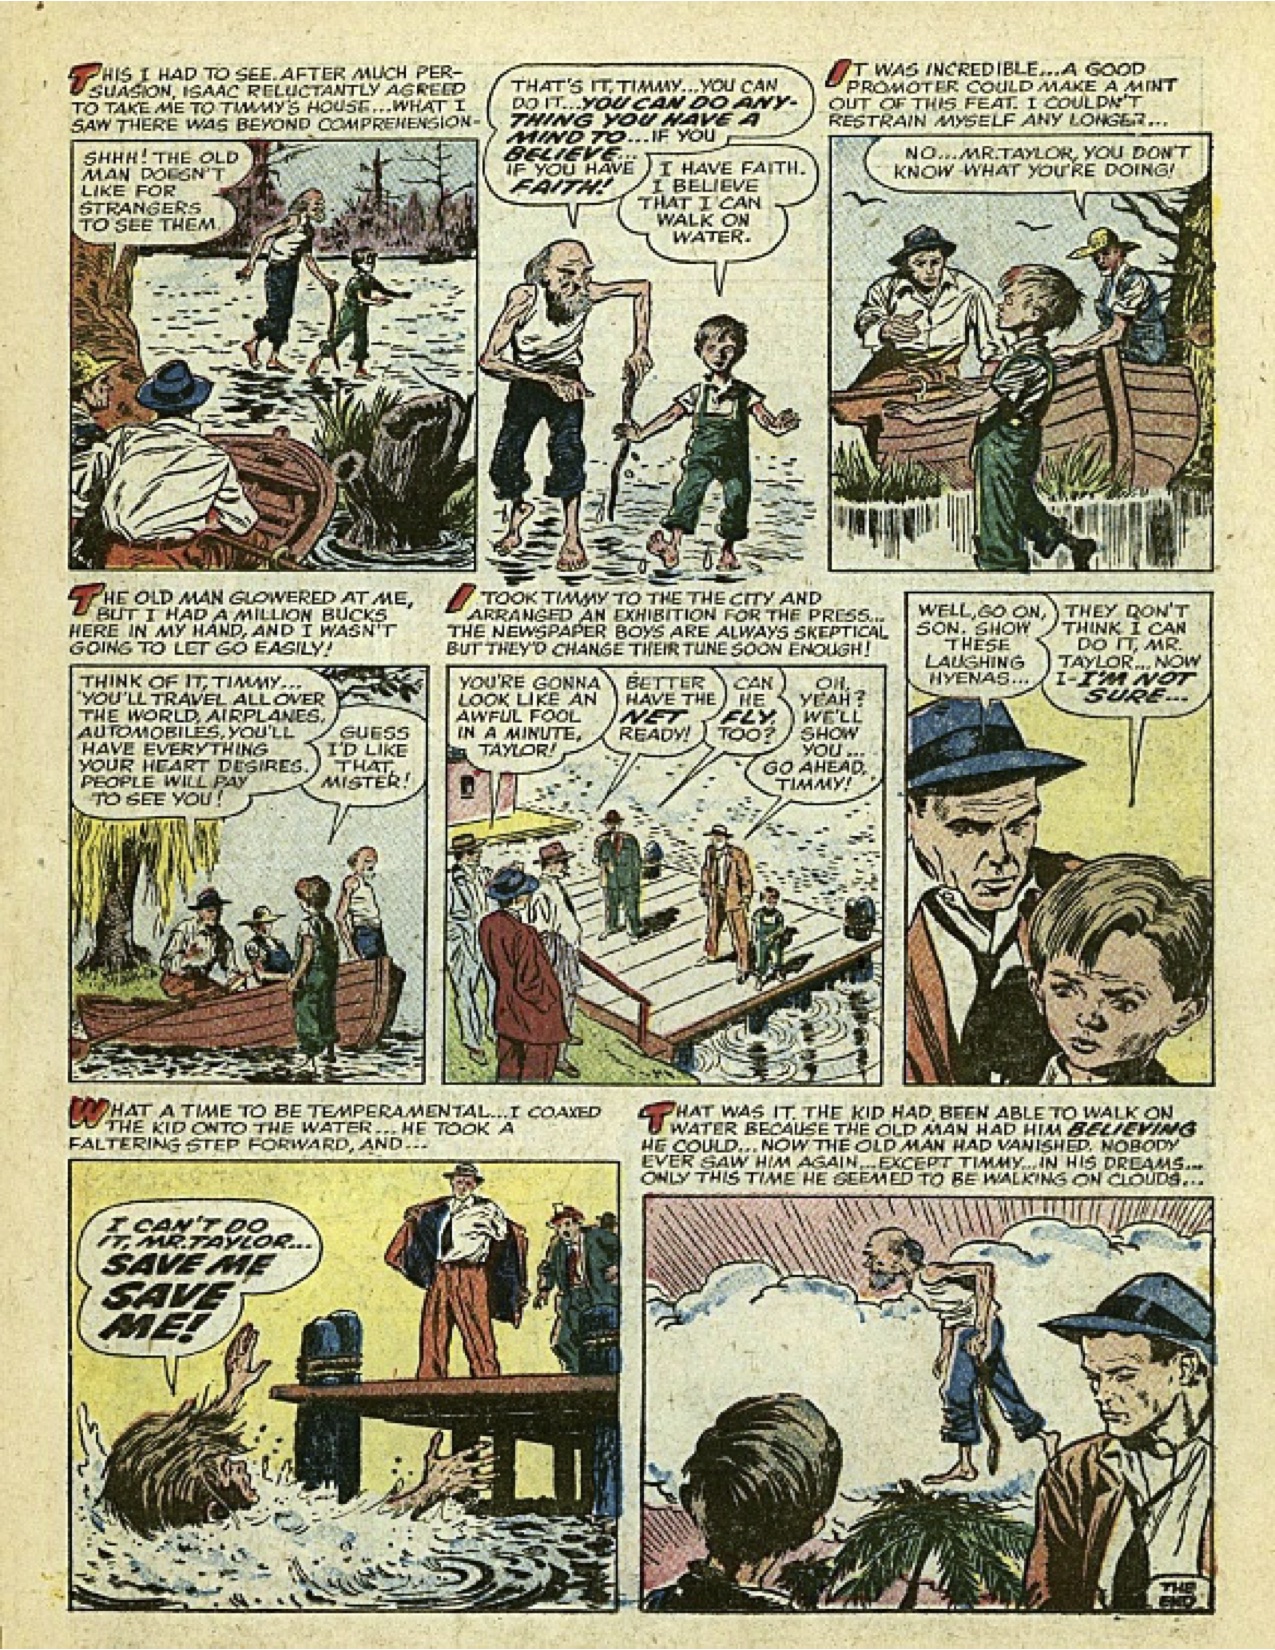 THIS I HAD TO SEE. AFTER MUCH PER-
SUASION, ISAAC RELUCTANTLY AGREED
TO TAKE ME TO TIMMY'S HOUSE...WHAT I
SAW THERE WAS BEYOND COMPREHENSION-
SHHH! THE OLD
MAN DOESN'T
LIKE FOR
STRANGERS
TO SEE THEM.
THAT'S IT, TIMMY...YOU CAN
DO IT...YOU CAN DO ANY-
THING YOU HAVE A
MIND TO...IF YOU
BELIEVE...
IF YOU HAVE
FAITH!
I HAVE FAITH.
I BELIEVE
THAT I CAN
WALK ON
WATER.
IT WAS INCREDIBLE...A GOOD
PROMOTER COULD MAKE A MINT
OUT OF THIS FEAT. I COULDN'T
RESTRAIN MYSELF ANY LONGER...
NO...MR.TAYLOR, YOU DON'T
KNOW WHAT YOU'RE DOING!
THE OLD MAN GLOWERED AT ME,
BUT I HAD A MILLION BUCKS
HERE IN MY HAND, AND I WASN'T
GOING TO LET GO EASILY!
THINK OF IT, TIMMY...
YOU'LL TRAVEL ALL OVER
THE WORLD, AIRPLANES,
AUTOMOBILES, YOU'LL
HAVE EVERYTHING
YOUR HEART DESIRES.
PEOPLE WILL PAY
TO SEE YOU!
GUESS
I'D LIKE
THAT,
MISTER!
I TOOK TIMMY TO THE THE CITY AND
ARRANGED AN EXHIBITION FOR THE PRESS...
THE NEWSPAPER BOYS ARE ALWAYS SKEPTICAL
BUT THEY'D CHANGE THEIR TUNE SOON ENOUGH!
YOU'RE GONNA
LOOK LIKE AN
AWFUL FOOL
IN A MINUTE,
TAYLOR!
BETTER
HAVE THE
NET
READY!
CAN
HE
FLY,
TOO?
OH,
YEAH?
WE'LL
SHOW
YOU...
GO AHEAD,
TIMMY!
WELL, GO ON,
SON. SHOW
THESE
LAUGHING
HYENAS...
THEY DON'T
THINK I CAN
DO IT, MR.
TAYLOR...NOW
I-I'M NOT
SURE...
WHAT A TIME TO BE TEMPERAMENTAL...I COAXED
THE KID ONTO THE WATER...HE TOOK A
FALTERING STEP FORWARD, AND...
I CAN'T DO
IT, MR.TAYLOR...
SAVE ME
SAVE
ME!
THAT WAS IT. THE KID HAD BEEN ABLE TO WALK ON
WATER BECAUSE THE OLD MAN HAD HIM BELIEVING
HE COULD...NOW THE OLD MAN HAD VANISHED. NOBODY
EVER SAW HIM AGAIN...EXCEPT TIMMY...IN HIS DREAMS...
ONLY THIS TIME HE SEEMED TO BE WALKING ON CLOUDS...
THE
END